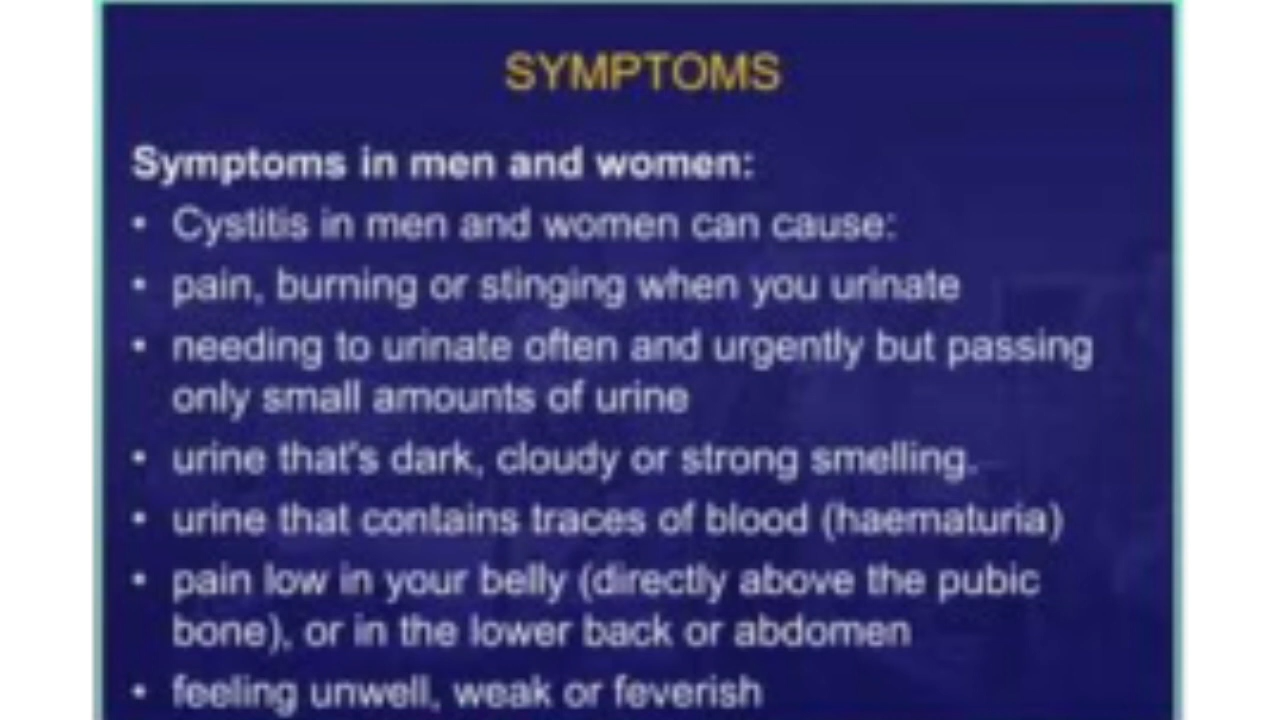 SYMPTOMS
Symptoms in men and women:
• Cystitis in men and women can cause:
• pain, burning or stinging when you urinate
• needing to urinate often and urgently but passing
only small amounts of urine
• urine that's dark, cloudy or strong smelling.
• urine that contains traces of blood (haematuria)
• pain low in your belly (directly above the pubic
bone), or in the lower back or abdomen
• feeling unwell, weak or feverish